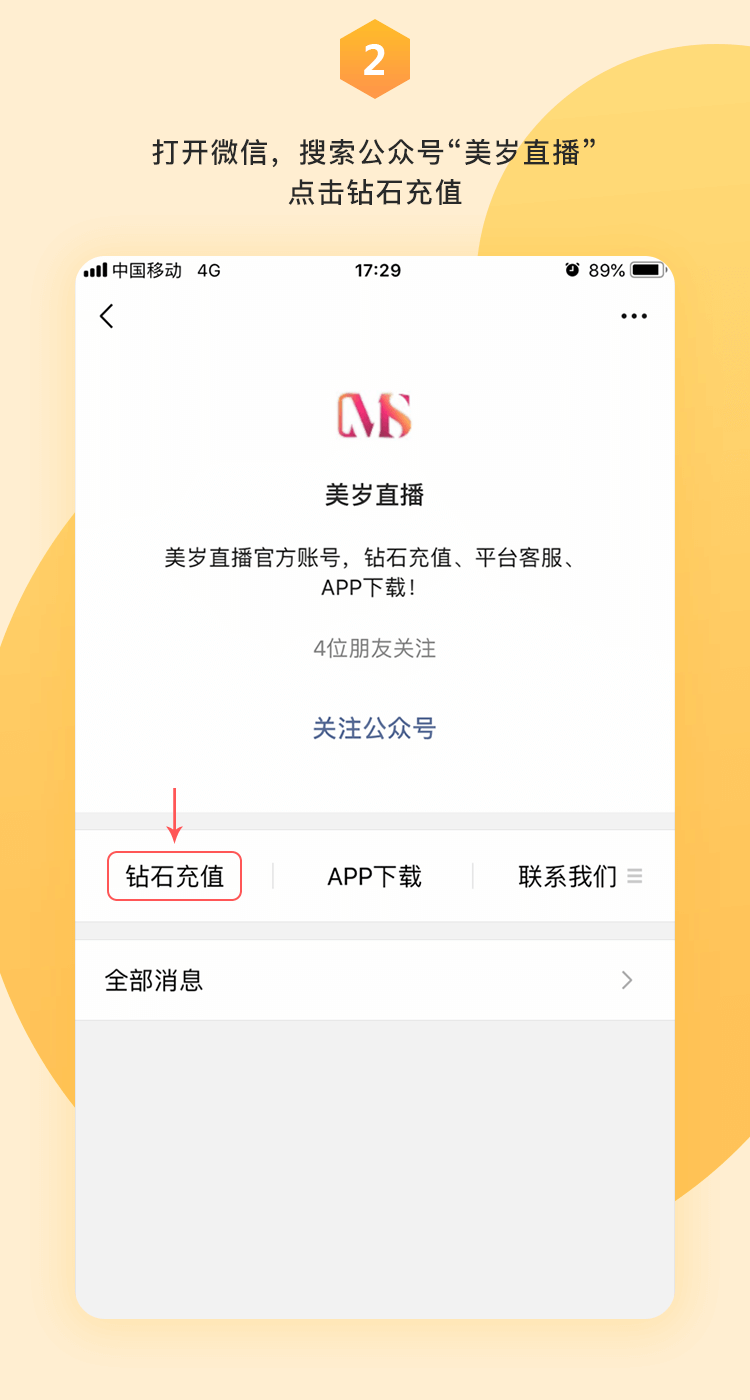 2
打开微信，搜索公众号“美岁直播”
点击钻石充值
中国移动 4G 17:29 89%
MS
美岁直播
美岁直播官方账号，钻石充值、平台客服、
APP下载！
4位朋友关注
关注公众号
钻石充值 APP下载 联系我们
全部消息